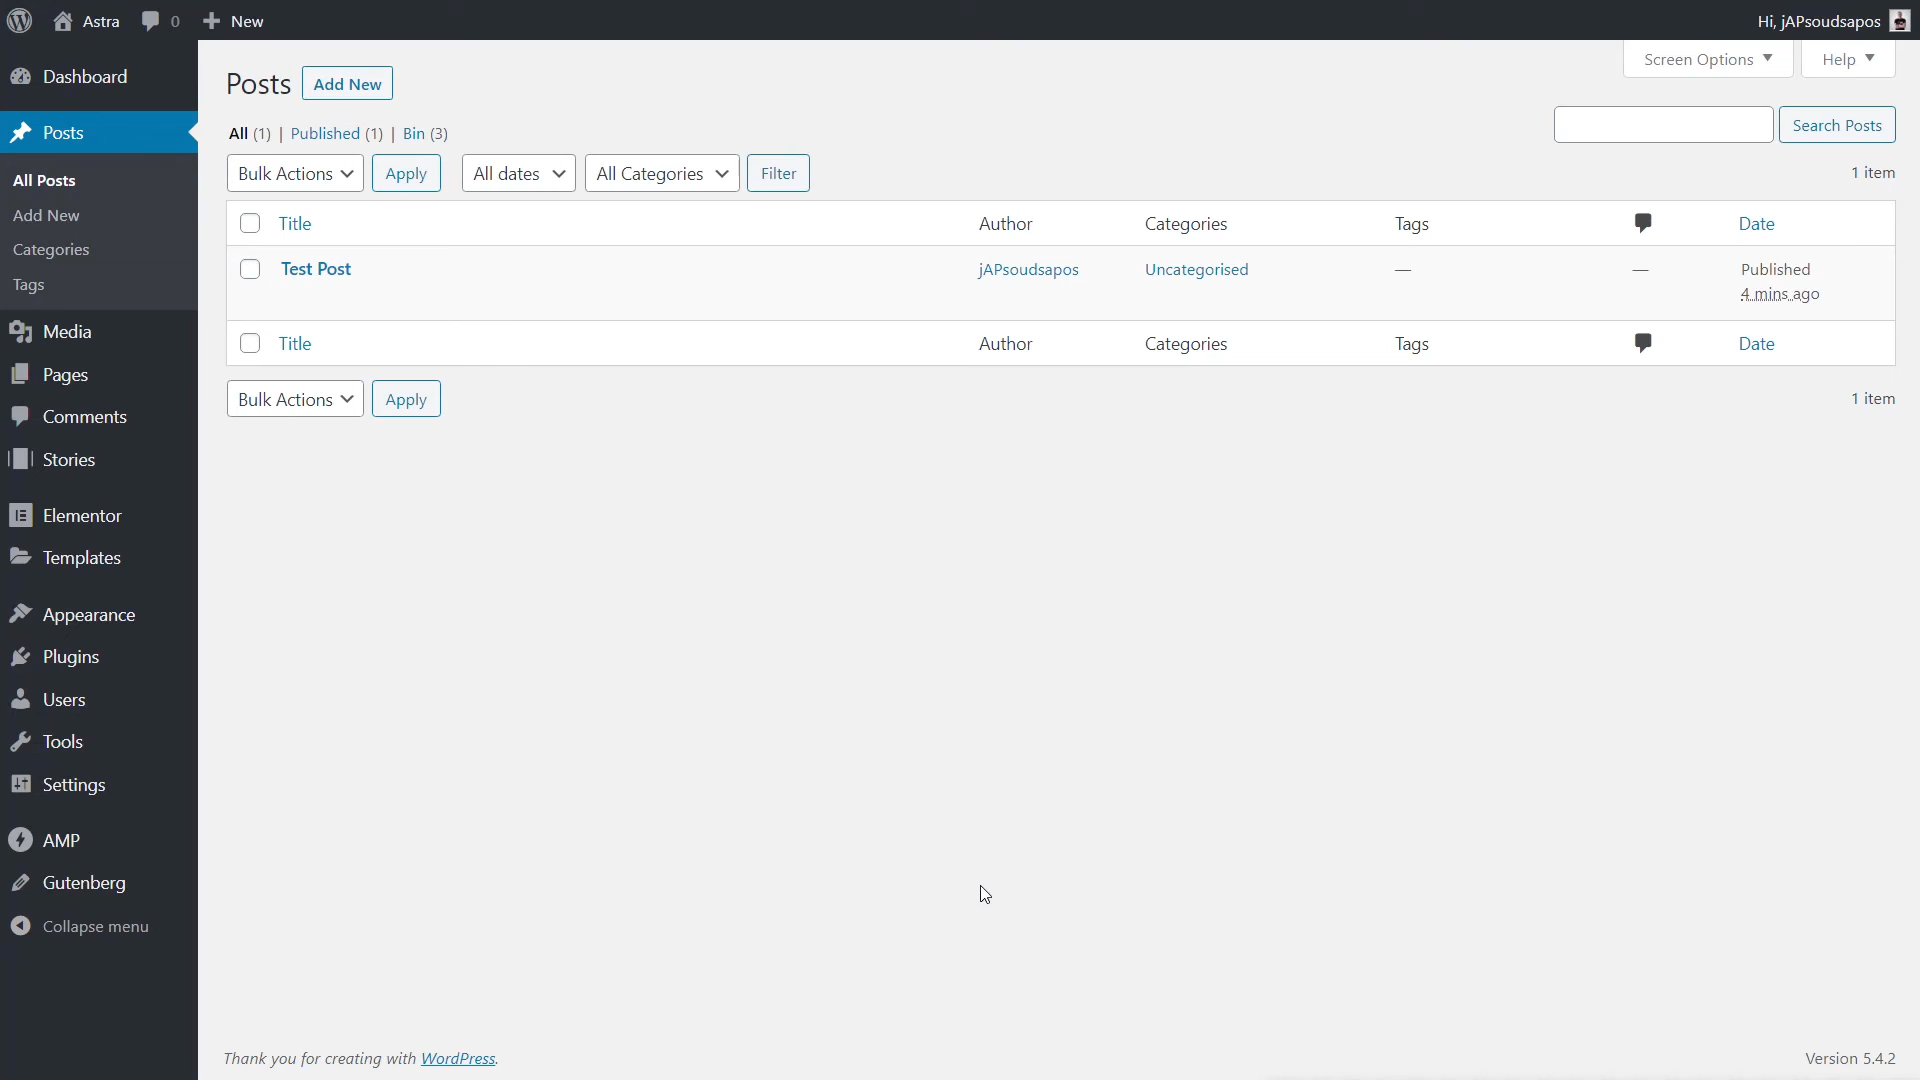 Astra 0 New Hi, jAPsoudsapos
Dashboard
Posts
All Posts
Add New
Categories
Tags
Media
Pages
Comments
Stories
Elementor
Templates
Appearance
Plugins
Users
Tools
Settings
AMP
Gutenberg
Collapse menu
Screen Options Help
Posts Add New
All (1) | Published (1) | Bin (3)
Search Posts
Bulk Actions Apply All dates All Categories Filter 1 item
Title Author Categories Tags Date
Test Post jAPsoudsapos Uncategorised — — Published
4 mins ago
Title Author Categories Tags Date
Bulk Actions Apply 1 item
Thank you for creating with WordPress. Version 5.4.2